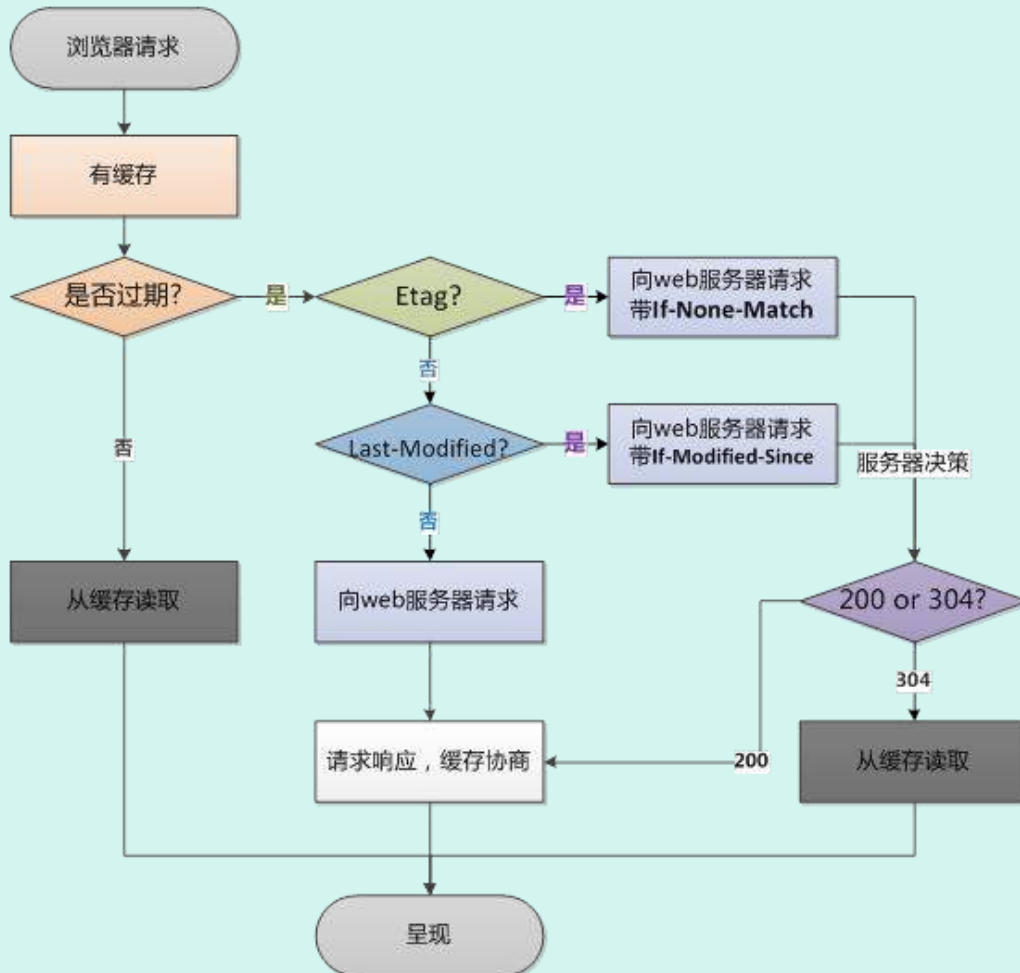 浏览器请求
有缓存
是否过期?
是
Etag?
是
向web服务器请求
带If-None-Match
否
否
Last-Modified?
是
向web服务器请求
带If-Modified-Since
服务器决策
否
从缓存读取
向web服务器请求
200 or 304?
304
请求响应，缓存协商
200
从缓存读取
呈现